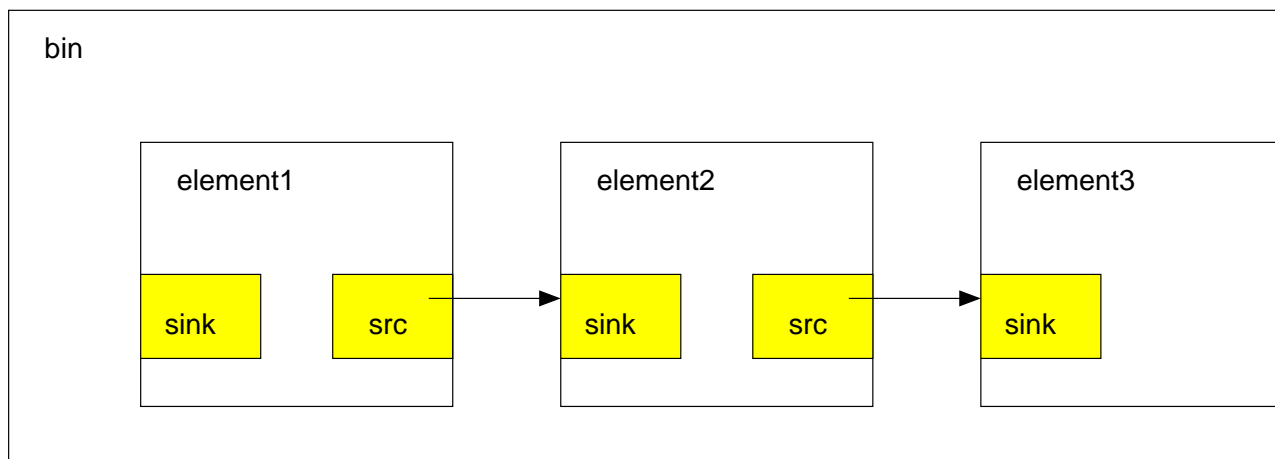 bin
element1
element2
element3
sink
src
sink
src
sink